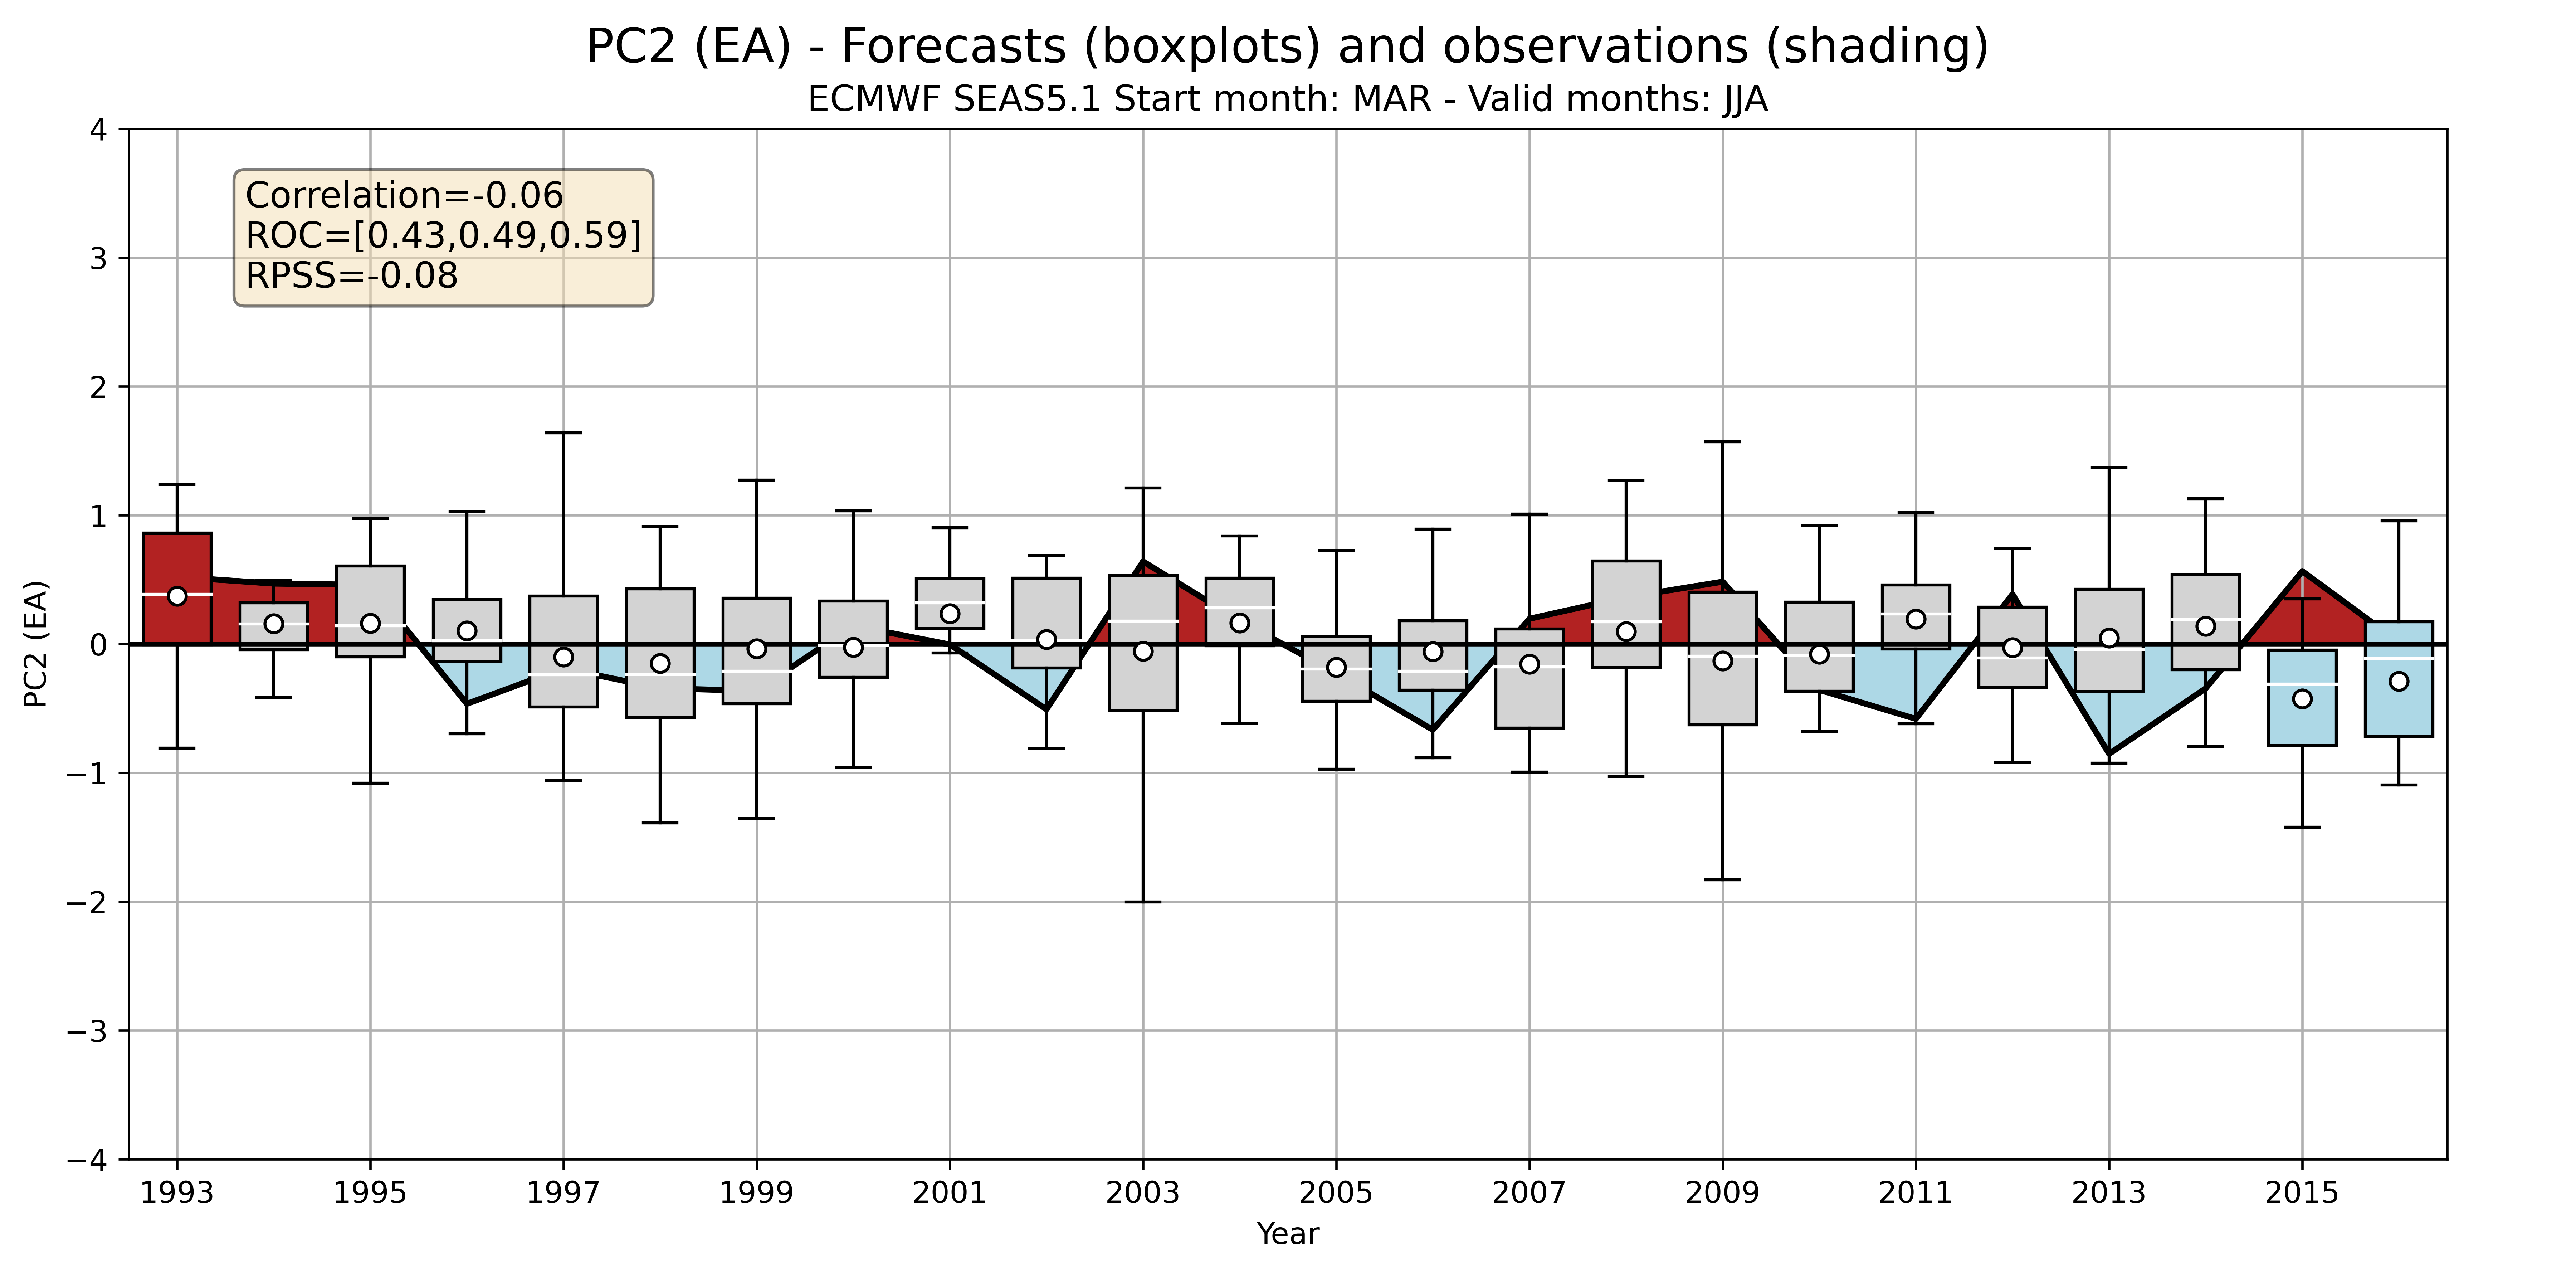 PC2 (EA) - Forecasts (boxplots) and observations (shading)
ECMWF SEAS5.1 Start month: MAR - Valid months: JJA
Correlation=-0.06
ROC=[0.43,0.49,0.59]
RPSS=-0.08
PC2 (EA)
4
3
2
1
0
−1
−2
−3
−4
1993 1995 1997 1999 2001 2003 2005 2007 2009 2011 2013 2015
Year